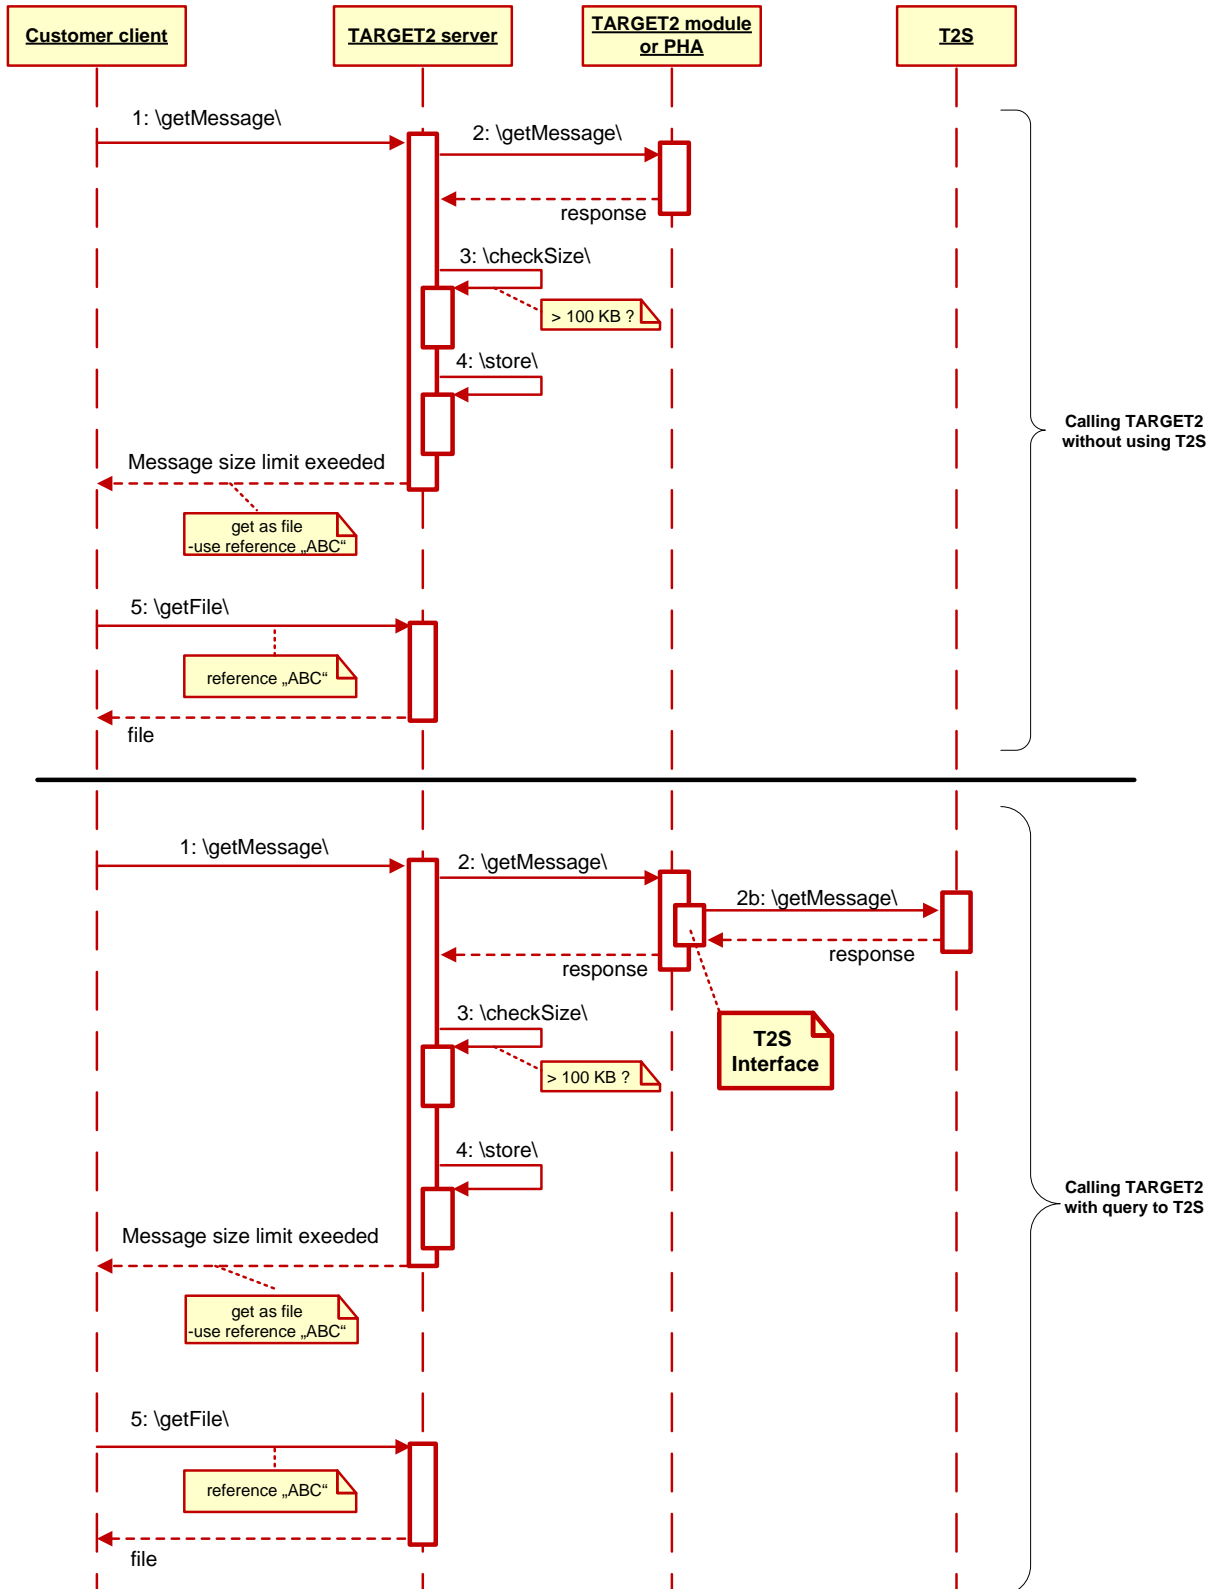 Customer client
TARGET2 server
TARGET2 module
or PHA
T2S
1: \getMessage\
2: \getMessage\
response
3: \checkSize\
> 100 KB ?
4: \store\
Message size limit exeeded
get as file
-use reference „ABC“
5: \getFile\
reference „ABC“
file
Calling TARGET2
without using T2S
1: \getMessage\
2: \getMessage\
2b: \getMessage\
response
response
3: \checkSize\
T2S
Interface
> 100 KB ?
4: \store\
Message size limit exeeded
get as file
-use reference „ABC“
5: \getFile\
reference „ABC“
file
Calling TARGET2
with query to T2S